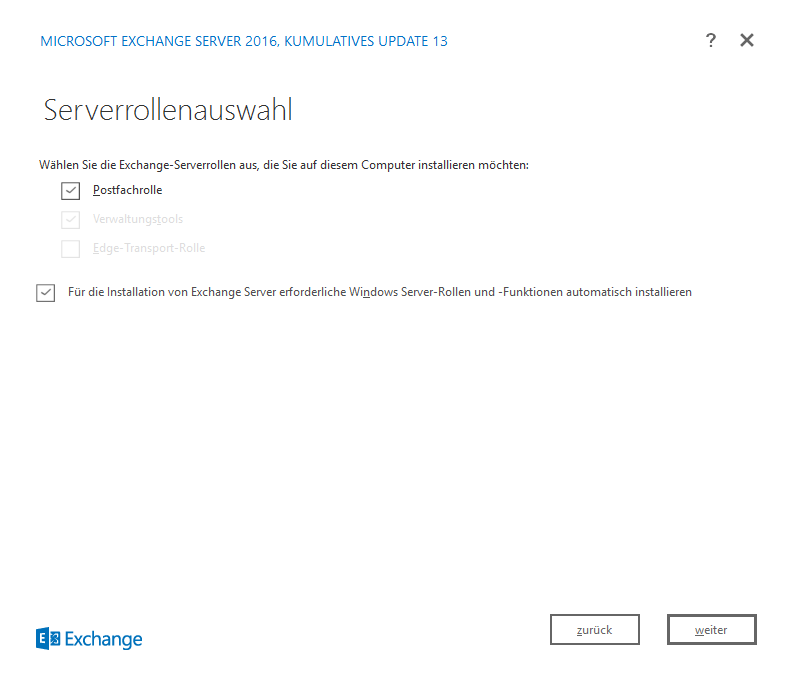 MICROSOFT EXCHANGE SERVER 2016, KUMULATIVES UPDATE 13
?
Serverrollenauswahl
Wählen Sie die Exchange-Serverrollen aus, die Sie auf diesem Computer installieren möchten:
Postfachrolle
Verwaltungstools
Edge-Transport-Rolle
Für die Installation von Exchange Server erforderliche Windows Server-Rollen und -Funktionen automatisch installieren
E Exchange
zurück
weiter